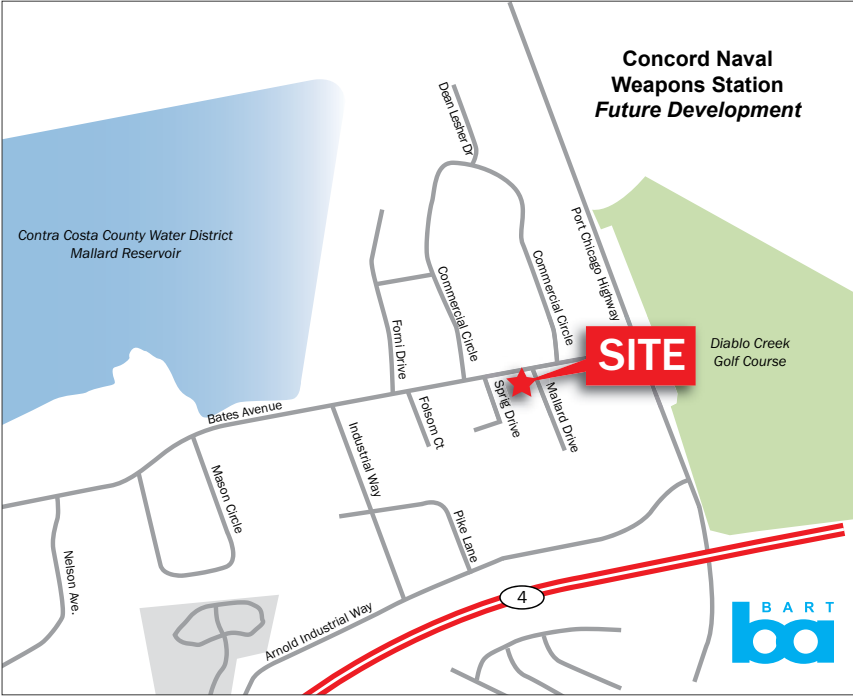 Concord Naval
Weapons Station
Future Development
Dean Lesher Dr
Contra Costa County Water District
Mallard Reservoir
Port Chicago Highway
Commercial Circle
Commercial Circle
Forni Drive
SITE
Diablo Creek
Golf Course
Sprig Drive
Mallard Drive
Bates Avenue
Folsom Ct
Industrial Way
Mason Circle
Pike Lane
Nelson Ave.
4
Arnold Industrial Way
BART
ba